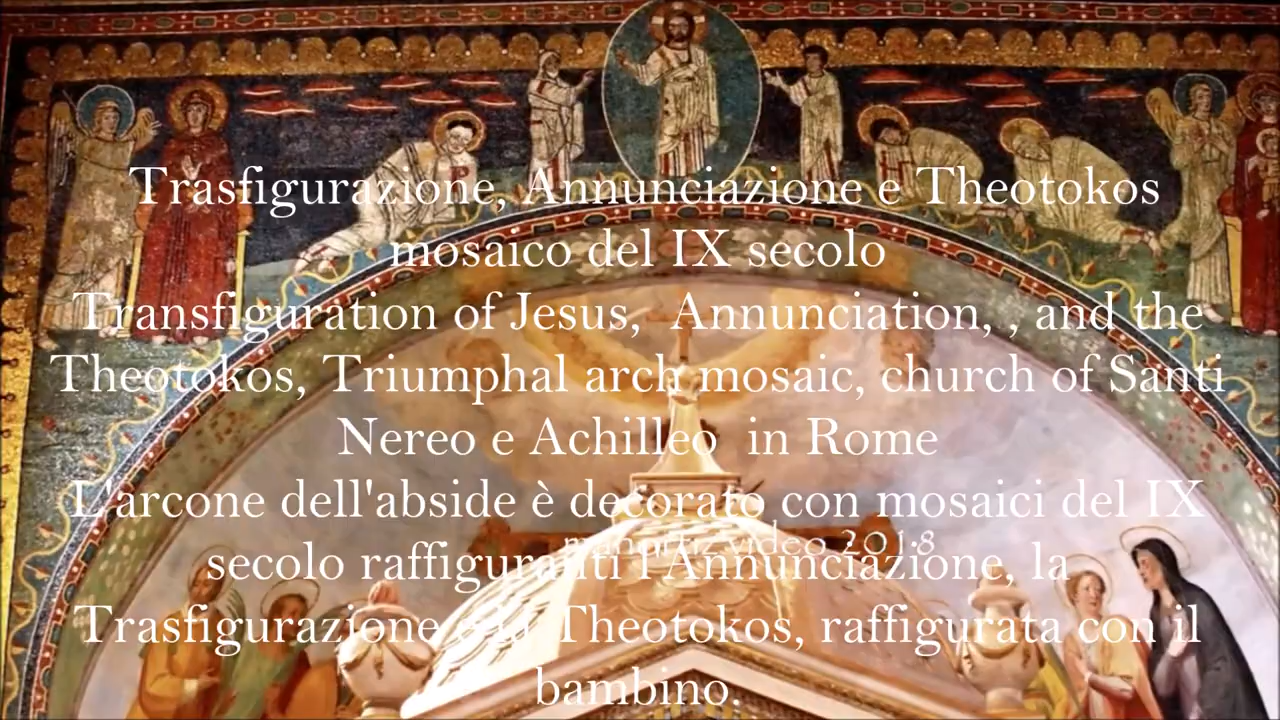 Trasfigurazione, Annunciazione e Theotokos
mosaico del IX secolo
Transfiguration of Jesus,  Annunciation, , and the
Theotokos, Triumphal arch mosaic, church of Santi
Nereo e Achilleo  in Rome
L'arcone dell'abside è decorato con mosaici del IX
video 2018
secolo raffiguranti l'Annunciazione, la
Trasfigurazione e la Theotokos, raffigurata con il
bambino.